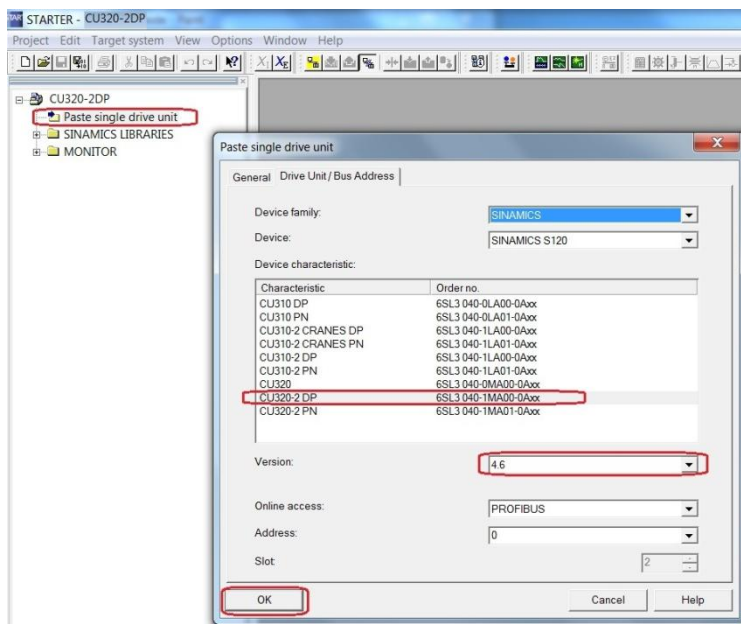 STARTER - CU320-2DP
Project Edit Target system View Options Window Help
CU320-2DP
Paste single drive unit
SINAMICS LIBRARIES
MONITOR
Paste single drive unit
General Drive Unit / Bus Address
Device family: SINAMICS
Device: SINAMICS S120
Device characteristic:
Characteristic Order no.
CU310 DP 6SL3 040-0LA00-0Axx
CU310 PN 6SL3 040-0LA01-0Axx
CU310-2 CRANES DP 6SL3 040-1LA00-0Axx
CU310-2 CRANES PN 6SL3 040-1LA01-0Axx
CU310-2 DP 6SL3 040-1LA00-0Axx
CU310-2 PN 6SL3 040-1LA01-0Axx
CU320 6SL3 040-0MA00-0Axx
CU320-2 DP 6SL3 040-1MA00-0Axx
CU320-2 PN 6SL3 040-1MA01-0Axx
Version: 4.6
Online access: PROFIBUS
Address: 0
Slot 2
OK Cancel Help